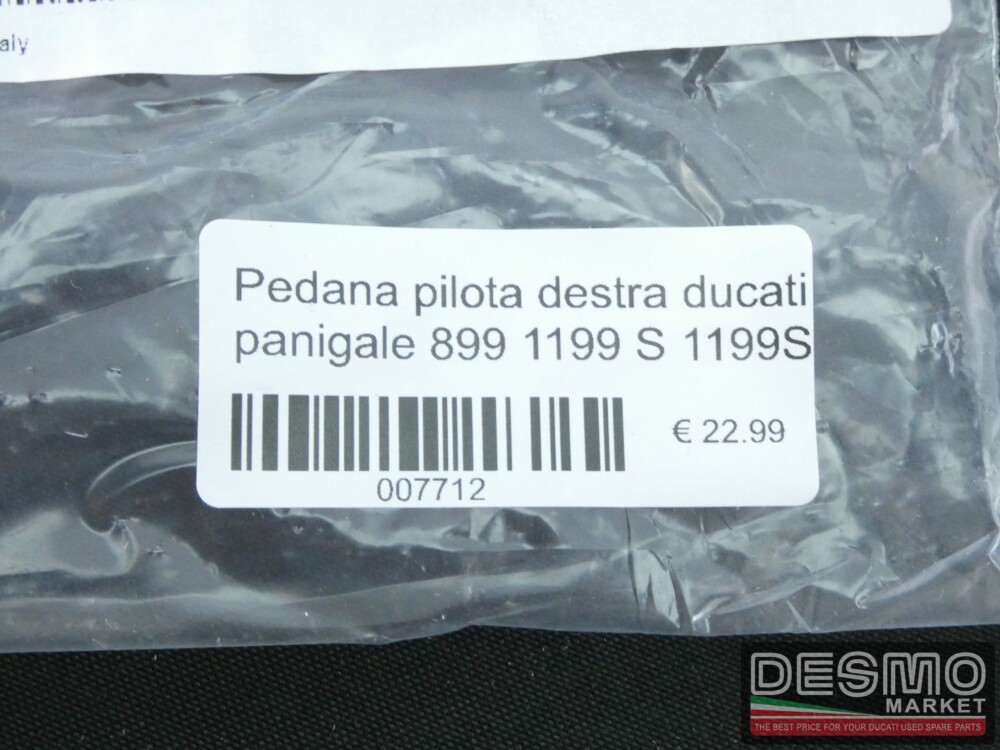 aly
Pedana pilota destra ducati
panigale 899 1199 S 1199S
€ 22.99
007712
DESMO
MARKET
THE BEST PRICE FOR YOUR DUCATI USED SPARE PARTS